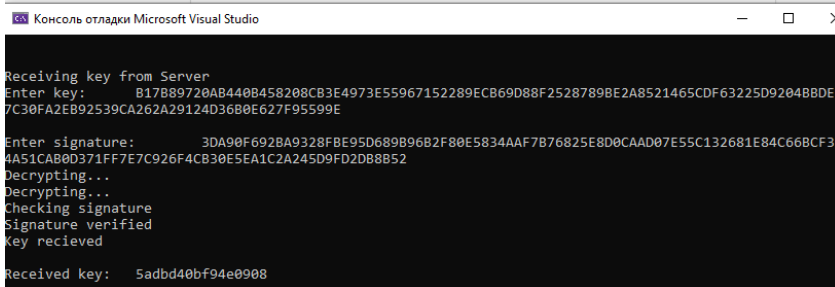 Консоль отладки Microsoft Visual Studio
Receiving key from Server
Enter key: B17B89720AB440B458208CB3E4973E55967152289ECB69D88F2528789BE2A8521465CDF63225D9204BBDE
7C30FA2EB92539CA262A29124D36B0E627F95599E
Enter signature: 3DA90F692BA9328FBE95D689B96B2F80E5834AAF7B76825E8D0CAAD07E55C132681E84C66BCF3
4A51CAB0D371FF7E7C926F4CB30E5EA1C2A245D9FD2DB8B52
Decrypting...
Decrypting...
Checking signature
Signature verified
Key recieved
Received key: 5adbd40bf94e0908